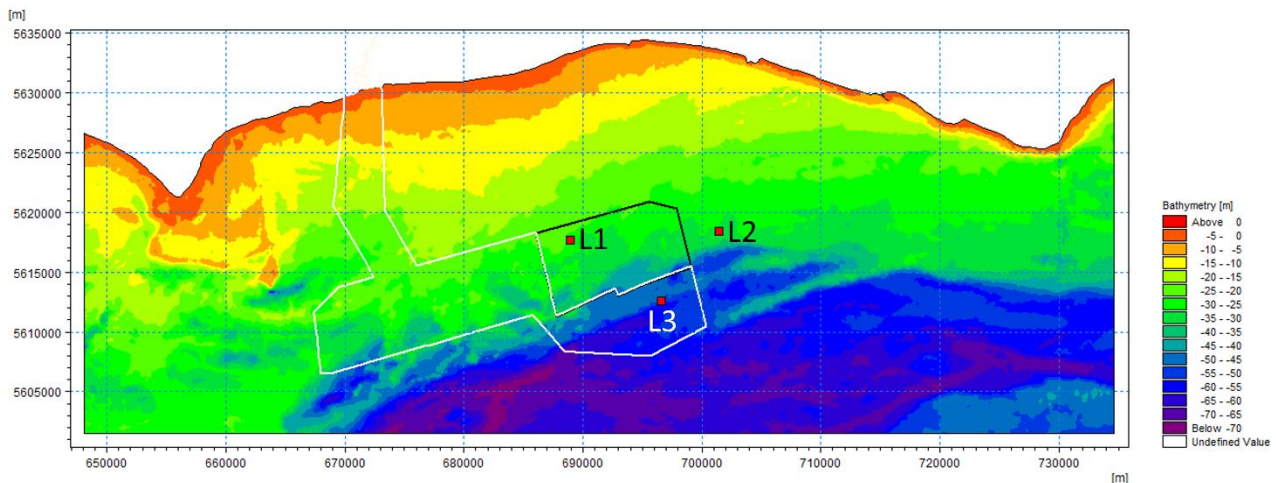 [m]
5635000
5630000
5625000
5620000
5615000
5610000
5605000
L1
L2
L3
650000 660000 670000 680000 690000 700000 710000 720000 730000
[m]
Bathymetry [m]
Above 0
-5 - 0
-10 - -5
-15 - -10
-20 - -15
-25 - -20
-30 - -25
-35 - -30
-40 - -35
-45 - -40
-50 - -45
-55 - -50
-60 - -55
-65 - -60
-70 - -65
Below -70
Undefined Value